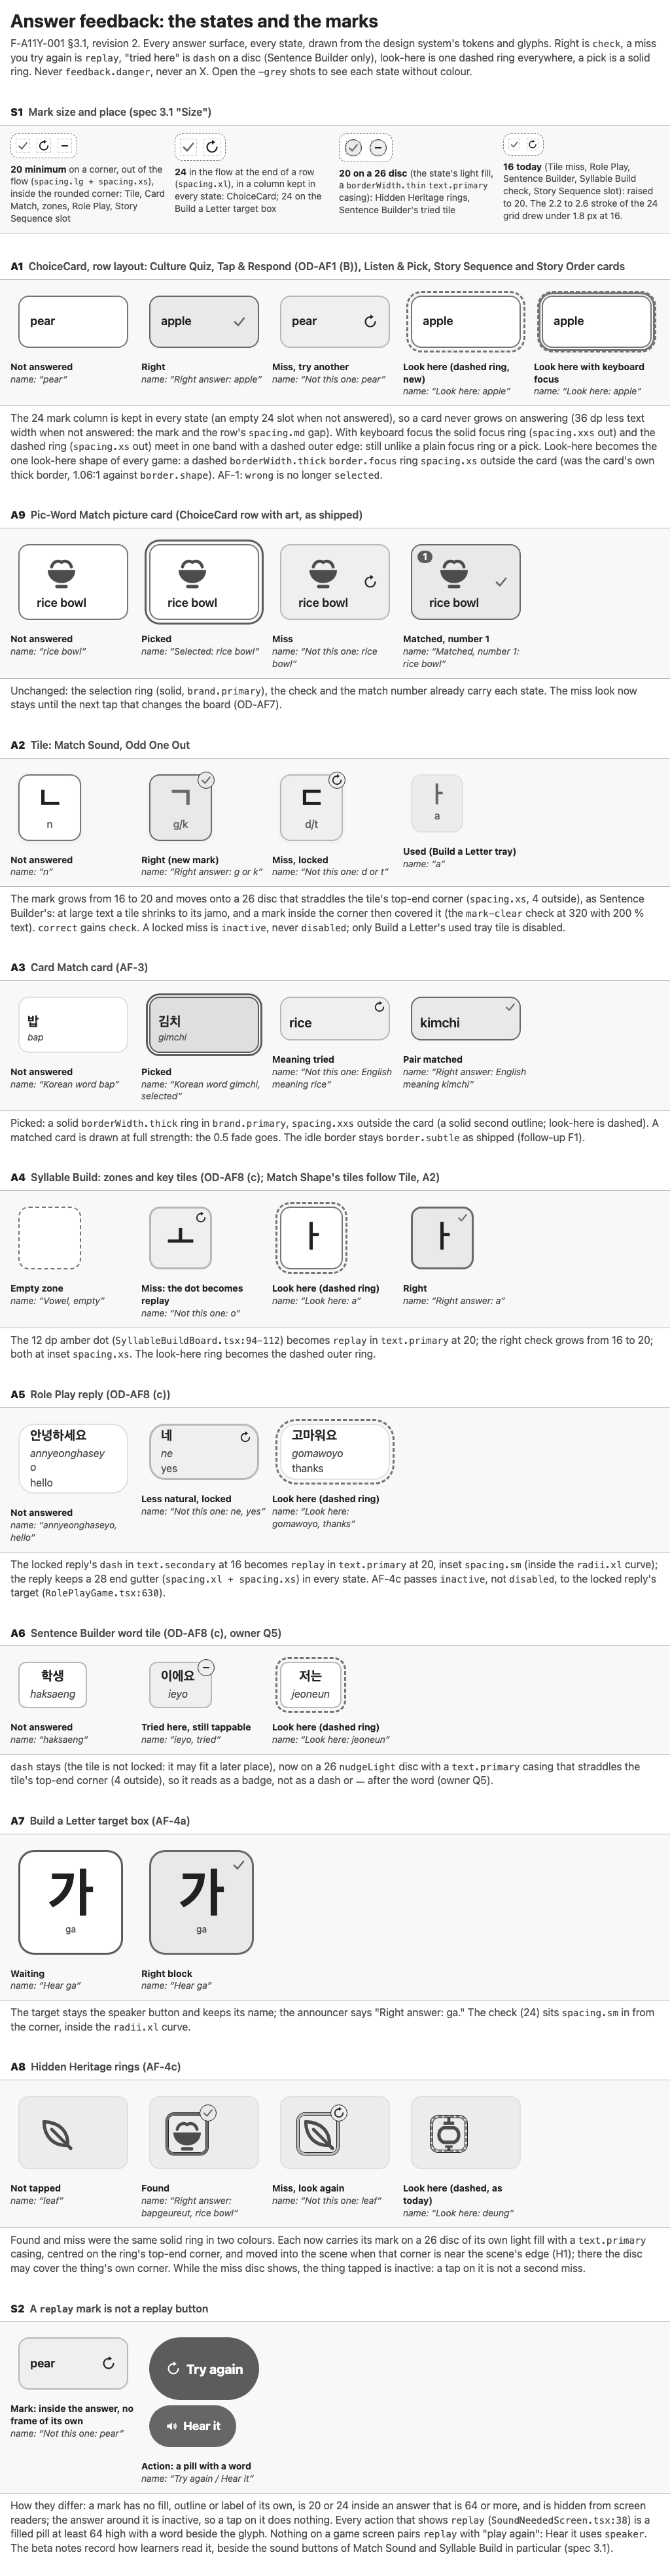 Answer feedback: the states and the marks
F-A11Y-001 §3.1, revision 2. Every answer surface, every state, drawn from the design system's tokens and glyphs. Right is check, a miss
you try again is replay, "tried here" is dash on a disc (Sentence Builder only), look-here is one dashed ring everywhere, a pick is a solid
ring. Never feedback.danger, never an X. Open the -grey shots to see each state without colour.
S1 Mark size and place (spec 3.1 "Size")
20 minimum on a corner, out of the
flow (spacing.lg + spacing.xs),
inside the rounded corner: Tile, Card
Match, zones, Role Play, Story
Sequence slot
24 in the flow at the end of a row
(spacing.xl), in a column kept in
every state: ChoiceCard; 24 on the
Build a Letter target box
20 on a 26 disc (the state's light fill,
a borderWidth.thin text.primary
casing): Hidden Heritage rings,
Sentence Builder's tried tile
16 today (Tile miss, Role Play,
Sentence Builder, Syllable Build
check, Story Sequence slot): raised
to 20. The 2.2 to 2.6 stroke of the 24
grid drew under 1.8 px at 16.
A1 ChoiceCard, row layout: Culture Quiz, Tap & Respond (OD-AF1 (B)), Listen & Pick, Story Sequence and Story Order cards
pear
apple
pear
apple
apple
Not answered
name: "pear"
Right
name: "Right answer: apple"
Miss, try another
name: "Not this one: pear"
Look here (dashed ring,
new)
name: "Look here: apple"
Look here with keyboard
focus
name: "Look here: apple"
The 24 mark column is kept in every state (an empty 24 slot when not answered), so a card never grows on answering (36 dp less text
width when not answered: the mark and the row's spacing.md gap). With keyboard focus the solid focus ring (spacing.xxs out) and the
dashed ring (spacing.xs out) meet in one band with a dashed outer edge: still unlike a plain focus ring or a pick. Look-here becomes the
one look-here shape of every game: a dashed borderWidth.thick border.focus ring spacing.xs outside the card (was the card's own
thick border, 1.06:1 against border.shape). AF-1: wrong is no longer selected.
A9 Pic-Word Match picture card (ChoiceCard row with art, as shipped)
rice bowl
rice bowl
rice bowl
1
rice bowl
Not answered
name: "rice bowl"
Picked
name: "Selected: rice bowl"
Miss
name: "Not this one: rice
bowl"
Matched, number 1
name: "Matched, number 1:
rice bowl"
Unchanged: the selection ring (solid, brand.primary), the check and the match number already carry each state. The miss look now
stays until the next tap that changes the board (OD-AF7).
A2 Tile: Match Sound, Odd One Out
ㄴ
n
ㄱ
g/k
ㄷ
d/t
ㅏ
a
Not answered
name: "n"
Right (new mark)
name: "Right answer: g or k"
Miss, locked
name: "Not this one: d or t"
Used (Build a Letter tray)
name: "a"
The mark grows from 16 to 20 and moves onto a 26 disc that straddles the tile's top-end corner (spacing.xs, 4 outside), as Sentence
Builder's: at large text a tile shrinks to its jamo, and a mark inside the corner then covered it (the mark-clear check at 320 with 200 %
text). correct gains check. A locked miss is inactive, never disabled; only Build a Letter's used tray tile is disabled.
A3 Card Match card (AF-3)
밥
bap
김치
gimchi
rice
kimchi
Not answered
name: "Korean word bap"
Picked
name: "Korean word gimchi,
selected"
Meaning tried
name: "Not this one: English
meaning rice"
Pair matched
name: "Right answer: English
meaning kimchi"
Picked: a solid borderWidth.thick ring in brand.primary, spacing.xxs outside the card (a solid second outline; look-here is dashed). A
matched card is drawn at full strength: the 0.5 fade goes. The idle border stays border.subtle as shipped (follow-up F1).
A4 Syllable Build: zones and key tiles (OD-AF8 (c); Match Shape's tiles follow Tile, A2)
ㅗ
ㅏ
ㅏ
Empty zone
name: "Vowel, empty"
Miss: the dot becomes
replay
name: "Not this one: o"
Look here (dashed ring)
name: "Look here: a"
Right
name: "Right answer: a"
The 12 dp amber dot (SyllableBuildBoard.tsx:94-112) becomes replay in text.primary at 20; the right check grows from 16 to 20;
both at inset spacing.xs. The look-here ring becomes the dashed outer ring.
A5 Role Play reply (OD-AF8 (c))
안녕하세요
annyeonghasey
o
hello
네
ne
yes
고마워요
gomawoyo
thanks
Not answered
name: "annyeonghaseyo,
hello"
Less natural, locked
name: "Not this one: ne, yes"
Look here (dashed ring)
name: "Look here:
gomawoyo, thanks"
The locked reply's dash in text.secondary at 16 becomes replay in text.primary at 20, inset spacing.sm (inside the radii.xl curve);
the reply keeps a 28 end gutter (spacing.xl + spacing.xs) in every state. AF-4c passes inactive, not disabled, to the locked reply's
target (RolePlayGame.tsx:630).
A6 Sentence Builder word tile (OD-AF8 (c), owner Q5)
학생
haksaeng
이에요
ieyo
저는
jeoneun
Not answered
name: "haksaeng"
Tried here, still tappable
name: "ieyo, tried"
Look here (dashed ring)
name: "Look here: jeoneun"
dash stays (the tile is not locked: it may fit a later place), now on a 26 nudgeLight disc with a text.primary casing that straddles the
tile's top-end corner (4 outside), so it reads as a badge, not as a dash or — after the word (owner Q5).
A7 Build a Letter target box (AF-4a)
가
ga
가
ga
Waiting
name: "Hear ga"
Right block
name: "Hear ga"
The target stays the speaker button and keeps its name; the announcer says "Right answer: ga." The check (24) sits spacing.sm in from
the corner, inside the radii.xl curve.
A8 Hidden Heritage rings (AF-4c)
Not tapped
name: "leaf"
Found
name: "Right answer:
bapgeureut, rice bowl"
Miss, look again
name: "Not this one: leaf"
Look here (dashed, as
today)
name: "Look here: deung"
Found and miss were the same solid ring in two colours. Each now carries its mark on a 26 disc of its own light fill with a text.primary
casing, centred on the ring's top-end corner, and moved into the scene when that corner is near the scene's edge (H1); there the disc
may cover the thing's own corner. While the miss disc shows, the thing tapped is inactive: a tap on it is not a second miss.
S2 A replay mark is not a replay button
pear
Try again
Hear it
Mark: inside the answer, no
frame of its own
name: "Not this one: pear"
Action: a pill with a word
name: "Try again / Hear it"
How they differ: a mark has no fill, outline or label of its own, is 20 or 24 inside an answer that is 64 or more, and is hidden from screen
readers; the answer around it is inactive, so a tap on it does nothing. Every action that shows replay (SoundNeededScreen.tsx:38) is a
filled pill at least 64 high with a word beside the glyph. Nothing on a game screen pairs replay with "play again": Hear it uses speaker.
The beta notes record how learners read it, beside the sound buttons of Match Sound and Syllable Build in particular (spec 3.1).